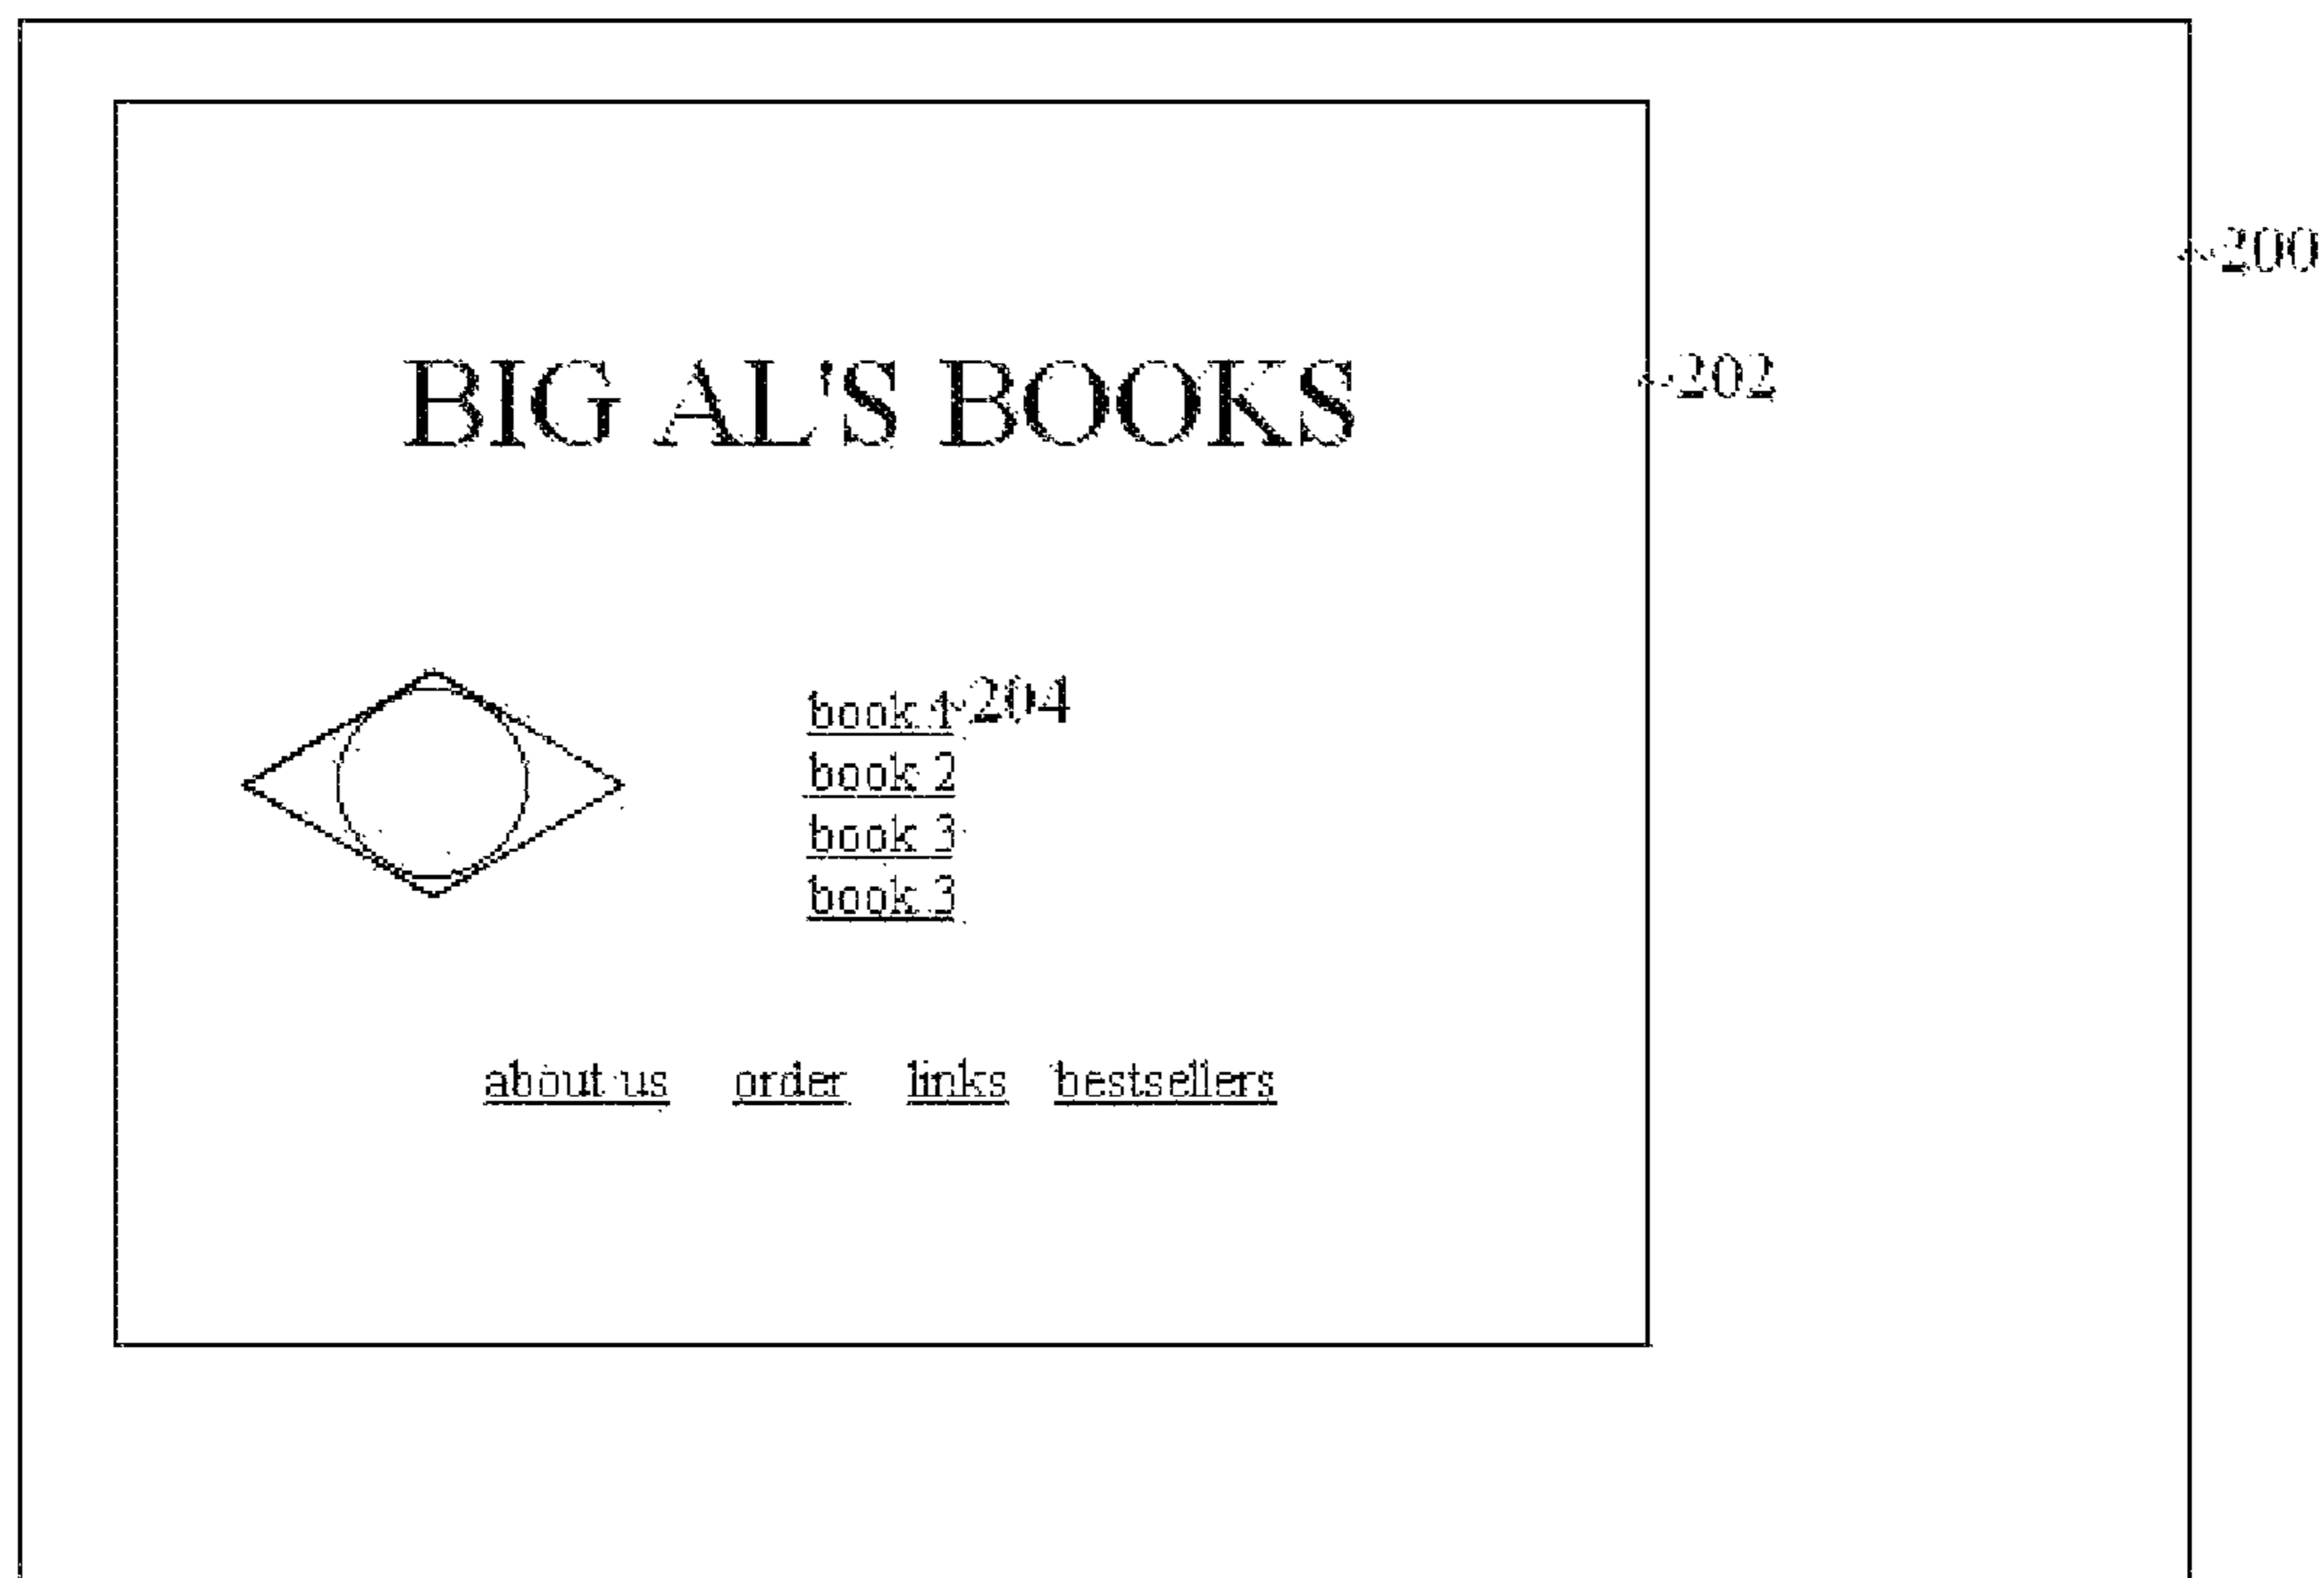 200
202
BIG AL'S BOOKS
book 1 204
book 2
book 3
book 3
about us order links bestsellers